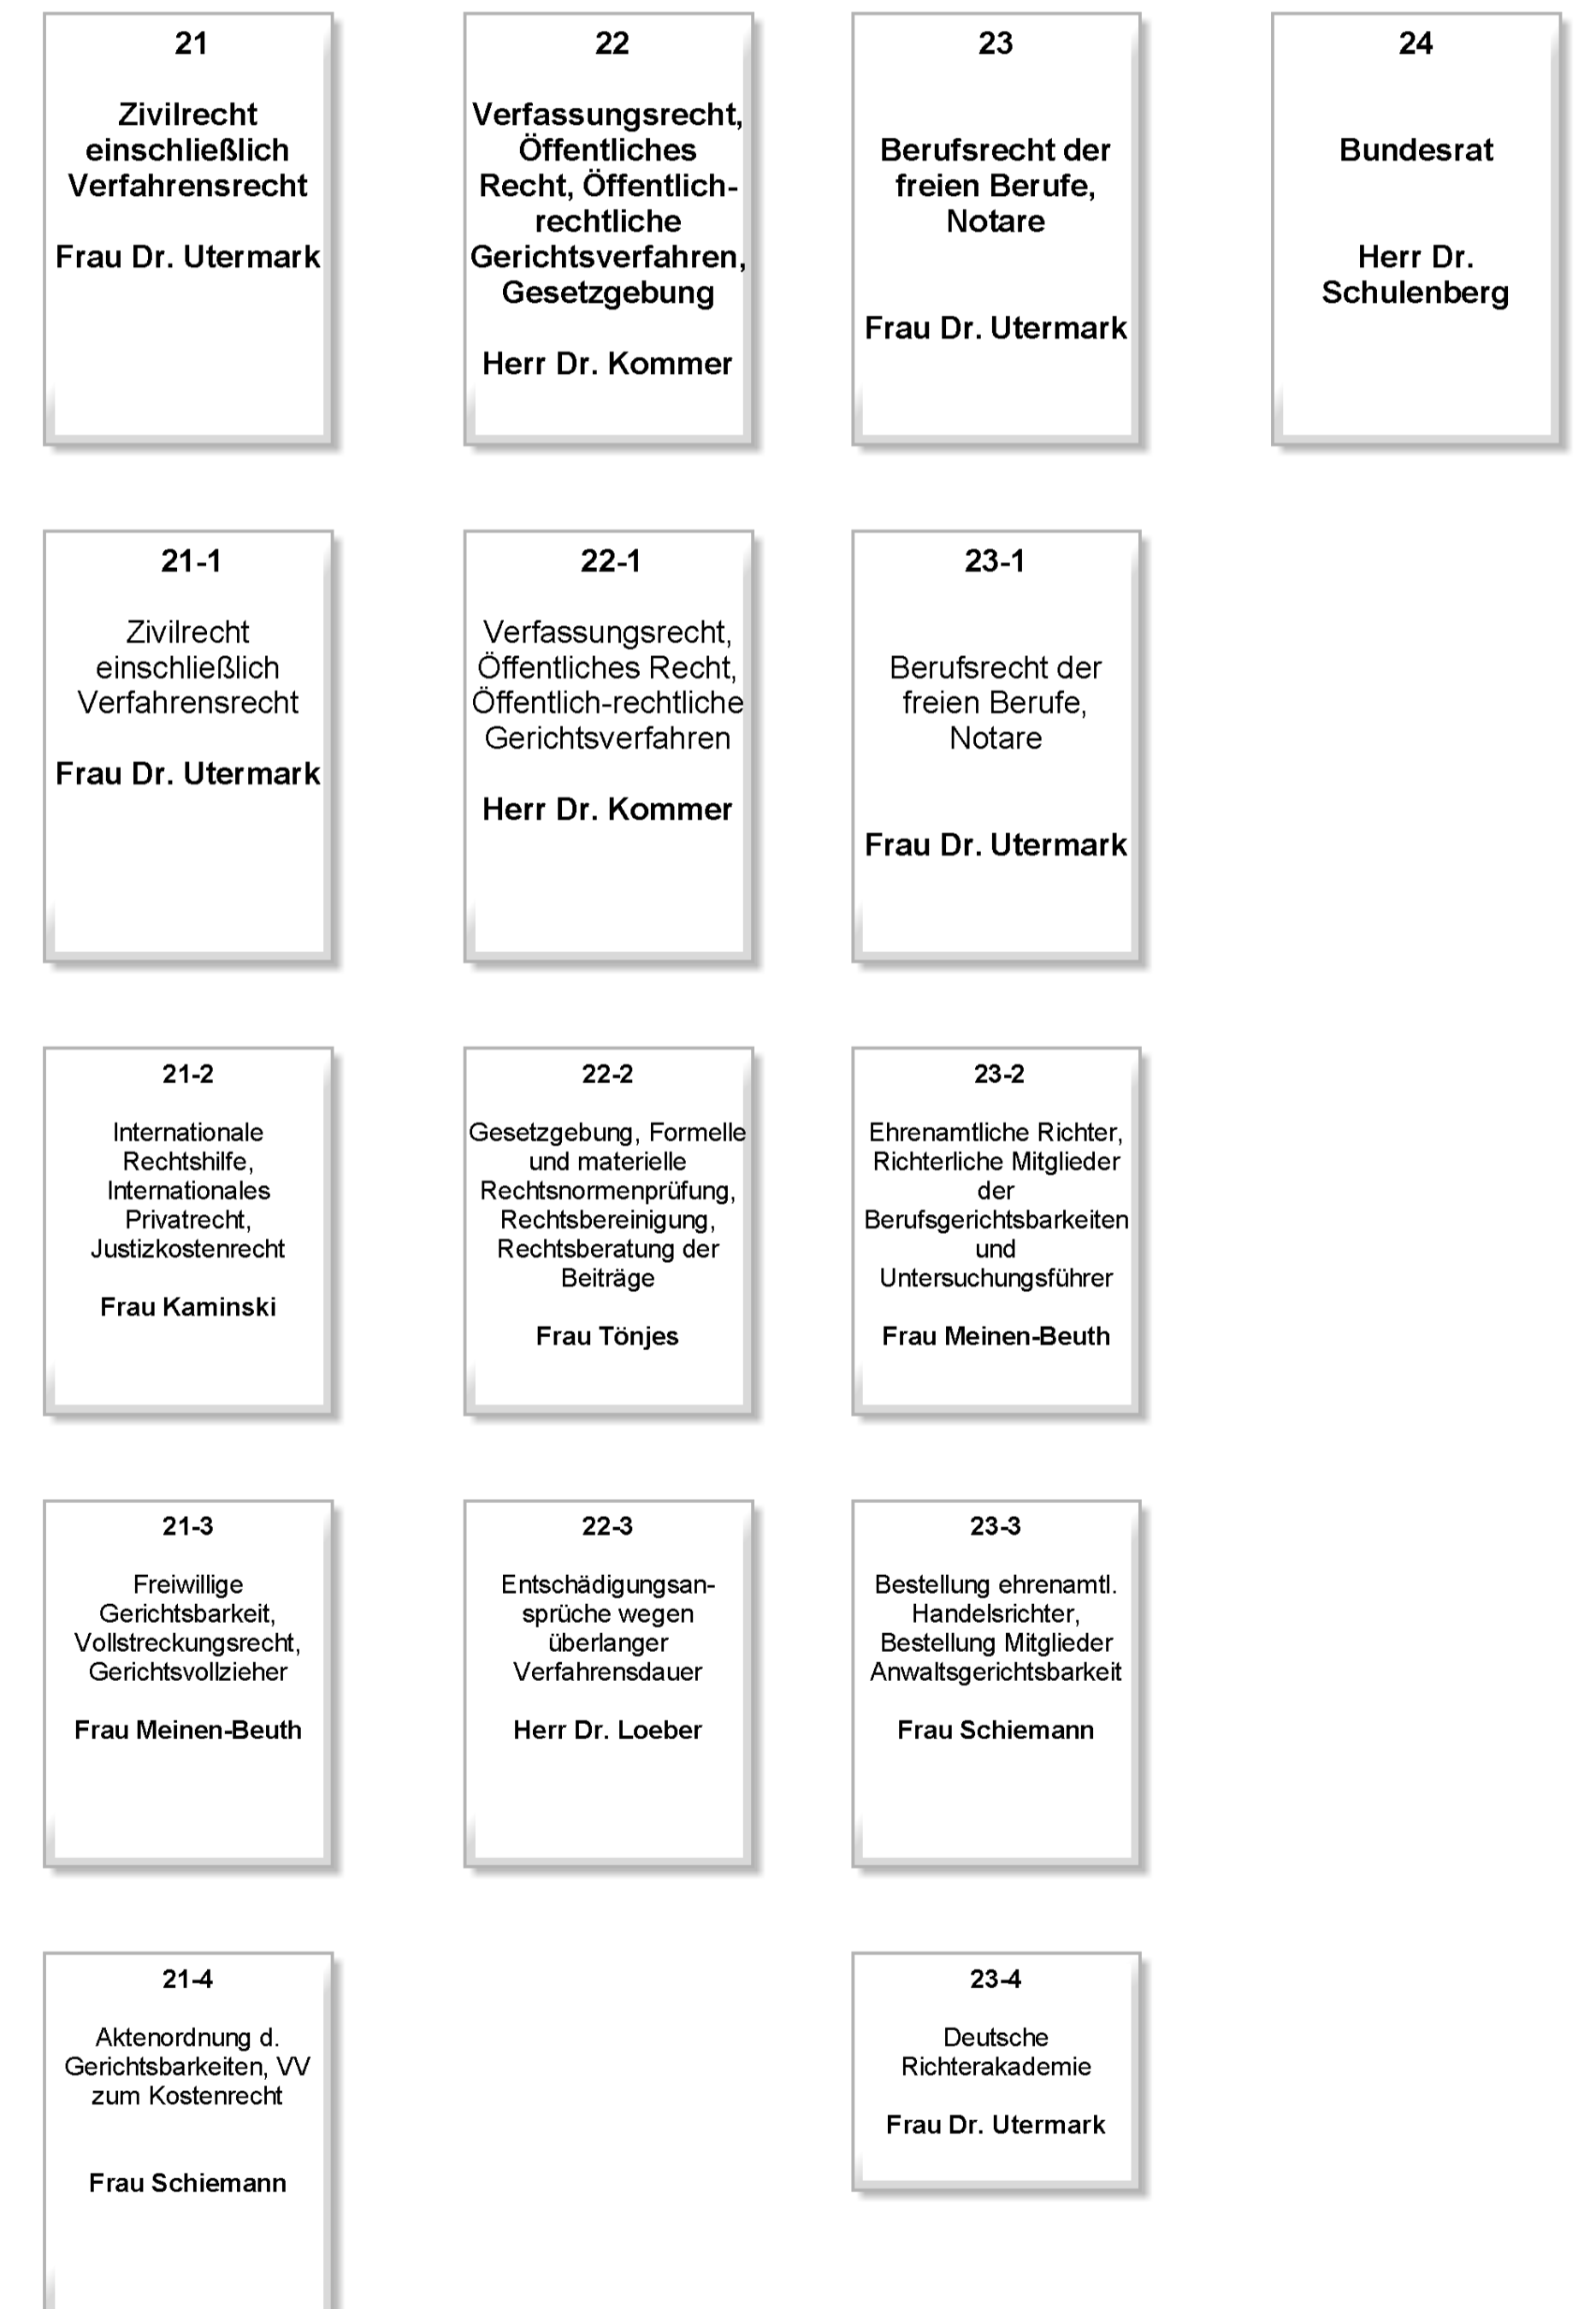 21
Zivilrecht
einschließlich
Verfahrensrecht
Frau Dr. Utermark
22
Verfassungsrecht,
Öffentliches
Recht, Öffentlich-
rechtliche
Gerichtsverfahren,
Gesetzgebung
Herr Dr. Kommer
23
Berufsrecht der
freien Berufe,
Notare
Frau Dr. Utermark
24
Bundesrat
Herr Dr.
Schulenberg
21-1
Zivilrecht
einschließlich
Verfahrensrecht
Frau Dr. Utermark
22-1
Verfassungsrecht,
Öffentliches Recht,
Öffentlich-rechtliche
Gerichtsverfahren
Herr Dr. Kommer
23-1
Berufsrecht der
freien Berufe,
Notare
Frau Dr. Utermark
21-2
Internationale
Rechtshilfe,
Internationales
Privatrecht,
Justizkostenrecht
Frau Kaminski
22-2
Gesetzgebung, Formelle
und materielle
Rechtsnormenprüfung,
Rechtsbereinigung,
Rechtsberatung der
Beiträge
Frau Tönjes
23-2
Ehrenamtliche Richter,
Richterliche Mitglieder
der
Berufsgerichtsbarkeiten
und
Untersuchungsführer
Frau Meinen-Beuth
21-3
Freiwillige
Gerichtsbarkeit,
Vollstreckungsrecht,
Gerichtsvollzieher
Frau Meinen-Beuth
22-3
Entschädigungsan-
sprüche wegen
überlanger
Verfahrensdauer
Herr Dr. Loeber
23-3
Bestellung ehrenamtl.
Handelsrichter,
Bestellung Mitglieder
Anwaltsgerichtsbarkeit
Frau Schiemann
21-4
Aktenordnung d.
Gerichtsbarkeiten, VV
zum Kostenrecht
Frau Schiemann
23-4
Deutsche
Richterakademie
Frau Dr. Utermark